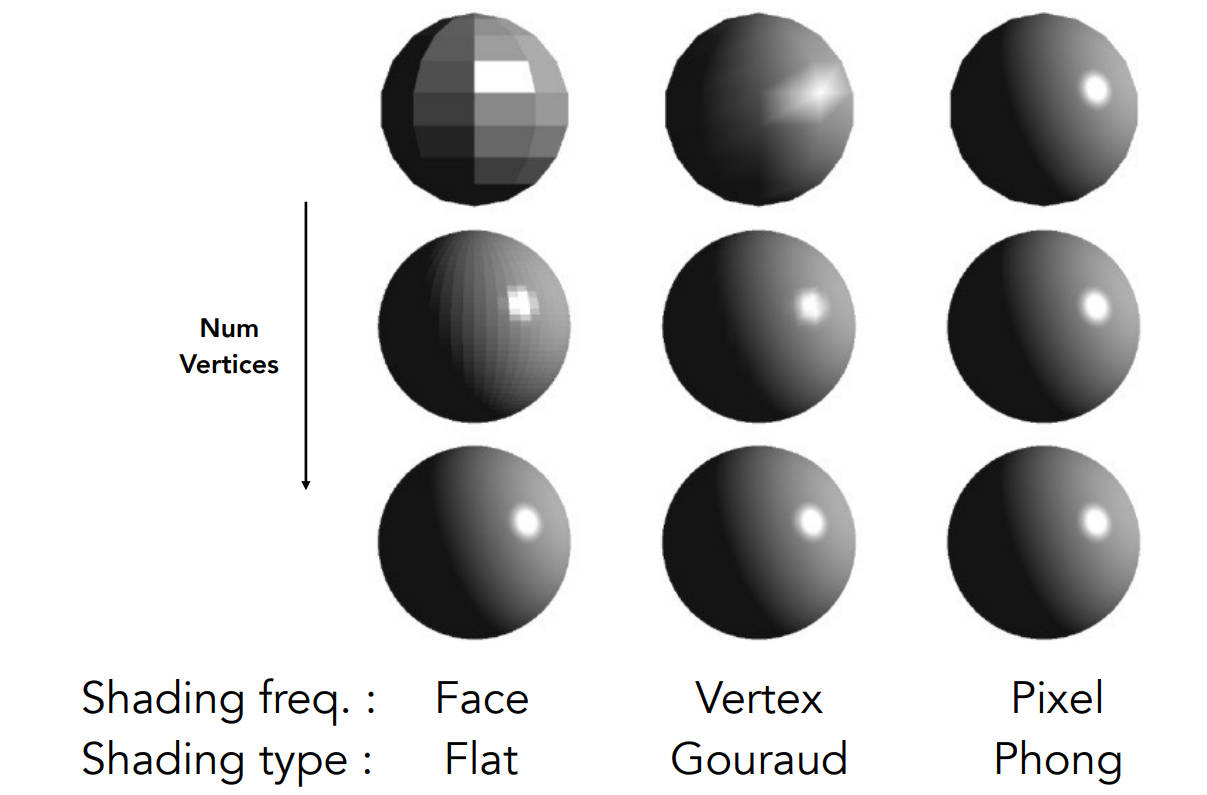 Num
Vertices
Shading freq. : Face Vertex Pixel
Shading type : Flat Gouraud Phong